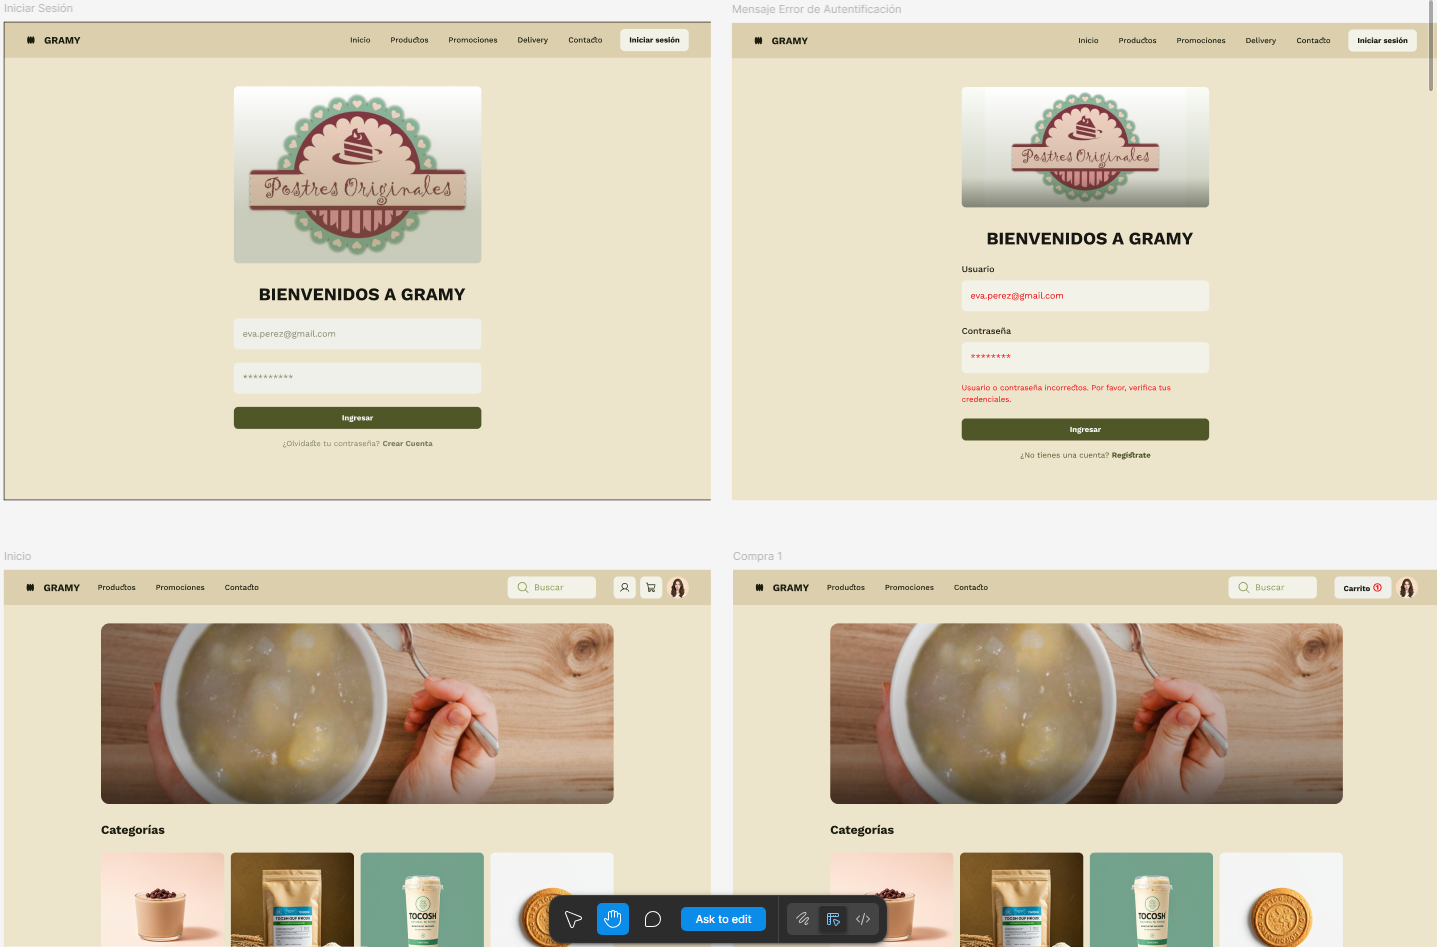 Iniciar Sesión
GRAMY
Inicio Productos Promociones Delivery Contacto Iniciar sesión
Postres Originales
BIENVENIDOS A GRAMY
eva.perez@gmail.com
**********
Ingresar
¿Olvidaste tu contraseña? Crear Cuenta
Mensaje Error de Autentificación
GRAMY
Inicio Productos Promociones Delivery Contacto Iniciar sesión
Postres Originales
BIENVENIDOS A GRAMY
Usuario
eva.perez@gmail.com
Contraseña
********
Usuario o contraseña incorrectos. Por favor, verifica tus
credenciales.
Ingresar
¿No tienes una cuenta? Regístrate
Inicio
GRAMY Productos Promociones Contacto Buscar
Categorías
TOCOSH
Compra 1
GRAMY Productos Promociones Contacto Buscar Carrito 1
Categorías
TOCOSH
Ask to edit